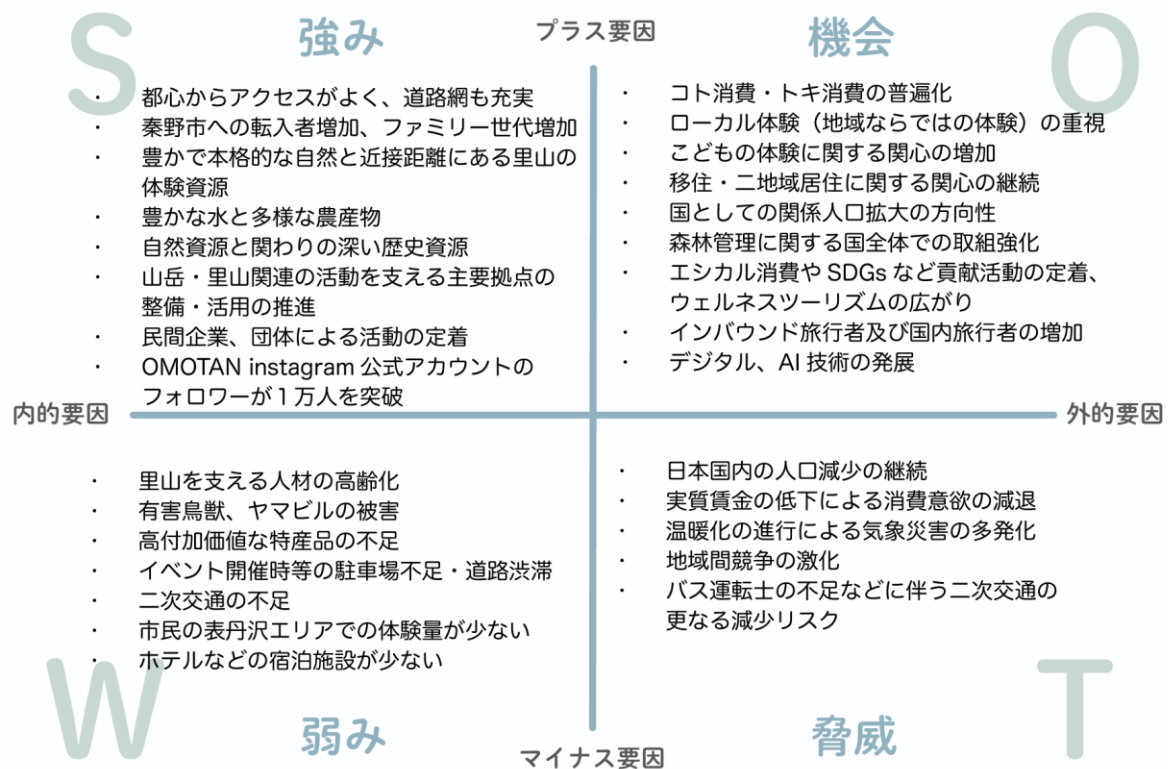 S
強み
・ 都心からアクセスがよく、道路網も充実
・ 秦野市への転入者増加、ファミリー世代増加
・ 豊かで本格的な自然と近接距離にある里山の
体験資源
・ 豊かな水と多様な農産物
・ 自然資源と関わりの深い歴史資源
・ 山岳・里山関連の活動を支える主要拠点の
整備・活用の推進
・ 民間企業、団体による活動の定着
・ OMOTAN instagram 公式アカウントの
フォロワーが１万人を突破
プラス要因
機会
O
・ コト消費・トキ消費の普遍化
・ ローカル体験（地域ならではの体験）の重視
・ こどもの体験に関する関心の増加
・ 移住・二地域居住に関する関心の継続
・ 国としての関係人口拡大の方向性
・ 森林管理に関する国全体での取組強化
・ エシカル消費や SDGs など貢献活動の定着、
ウェルネスツーリズムの広がり
・ インバウンド旅行者及び国内旅行者の増加
・ デジタル、AI 技術の発展
内的要因
外的要因
・ 里山を支える人材の高齢化
・ 有害鳥獣、ヤマビルの被害
・ 高付加価値な特産品の不足
・ イベント開催時等の駐車場不足・道路渋滞
・ 二次交通の不足
・ 市民の表丹沢エリアでの体験量が少ない
・ ホテルなどの宿泊施設が少ない
W
弱み
・ 日本国内の人口減少の継続
・ 実質賃金の低下による消費意欲の減退
・ 温暖化の進行による気象災害の多発化
・ 地域間競争の激化
・ バス運転士の不足などに伴う二次交通の
更なる減少リスク
脅威
T
マイナス要因